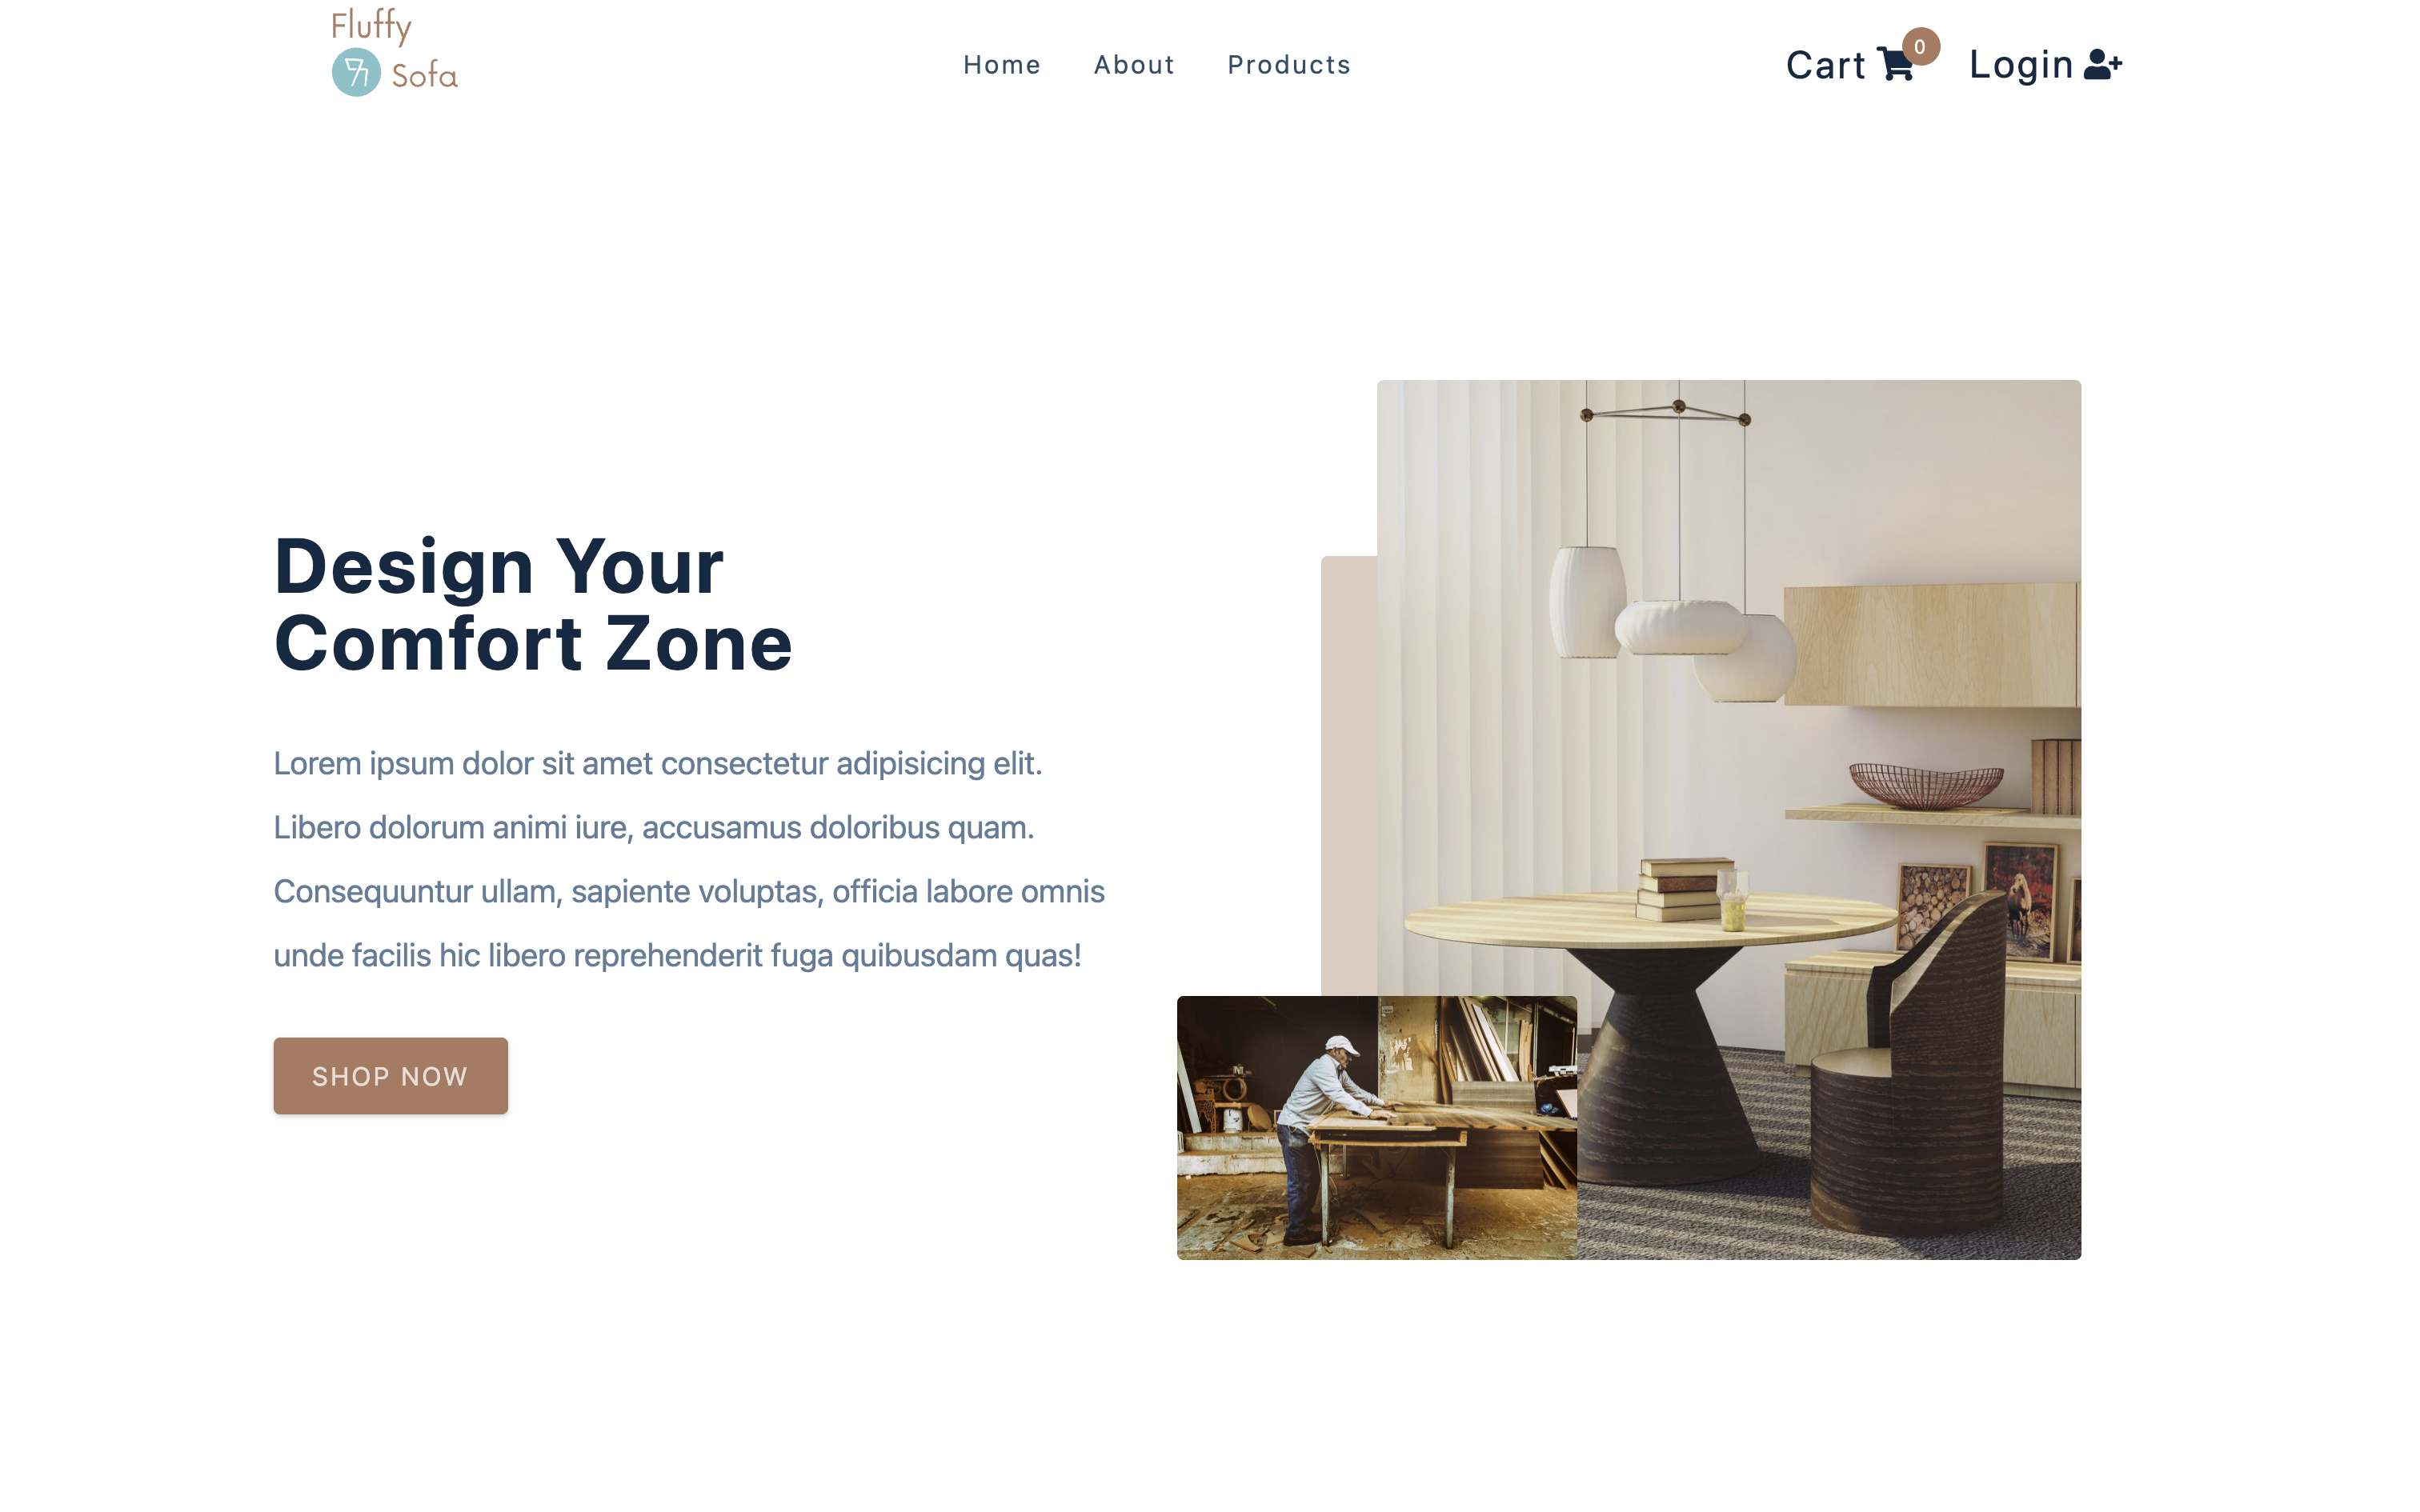 Fluffy
Sofa
Home About Products
Cart 0 Login
Design Your
Comfort Zone
Lorem ipsum dolor sit amet consectetur adipisicing elit.
Libero dolorum animi iure, accusamus doloribus quam.
Consequuntur ullam, sapiente voluptas, officia labore omnis
unde facilis hic libero reprehenderit fuga quibusdam quas!
SHOP NOW